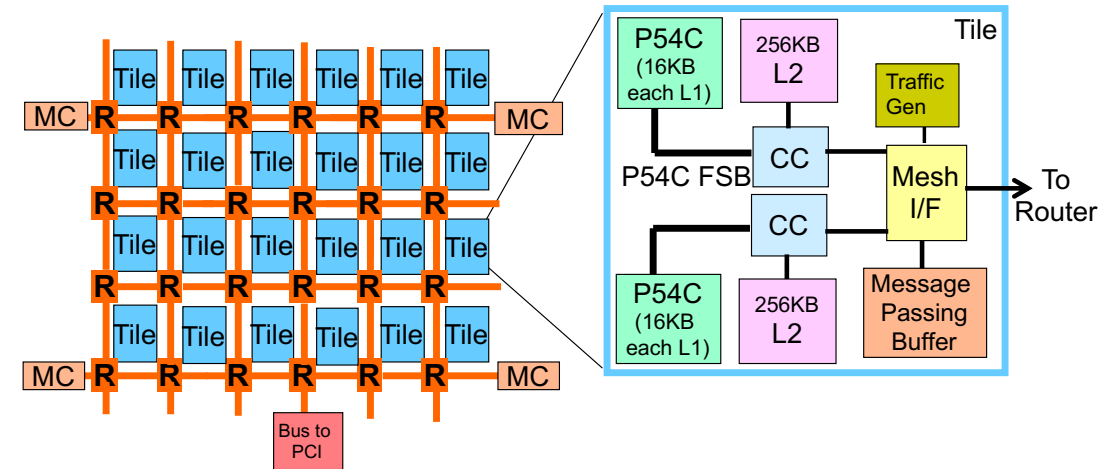 Tile Tile Tile Tile Tile Tile
MC R R R R R R MC
Tile Tile Tile Tile Tile Tile
R R R R R R
Tile Tile Tile Tile Tile Tile
R R R R R R
Tile Tile Tile Tile Tile Tile
MC R R R R R R MC
Bus to
PCI
Tile
P54C
(16KB
each L1)
256KB
L2
Traffic
Gen
CC
P54C FSB
Mesh
I/F
To
Router
CC
P54C
(16KB
each L1)
256KB
L2
Message
Passing
Buffer